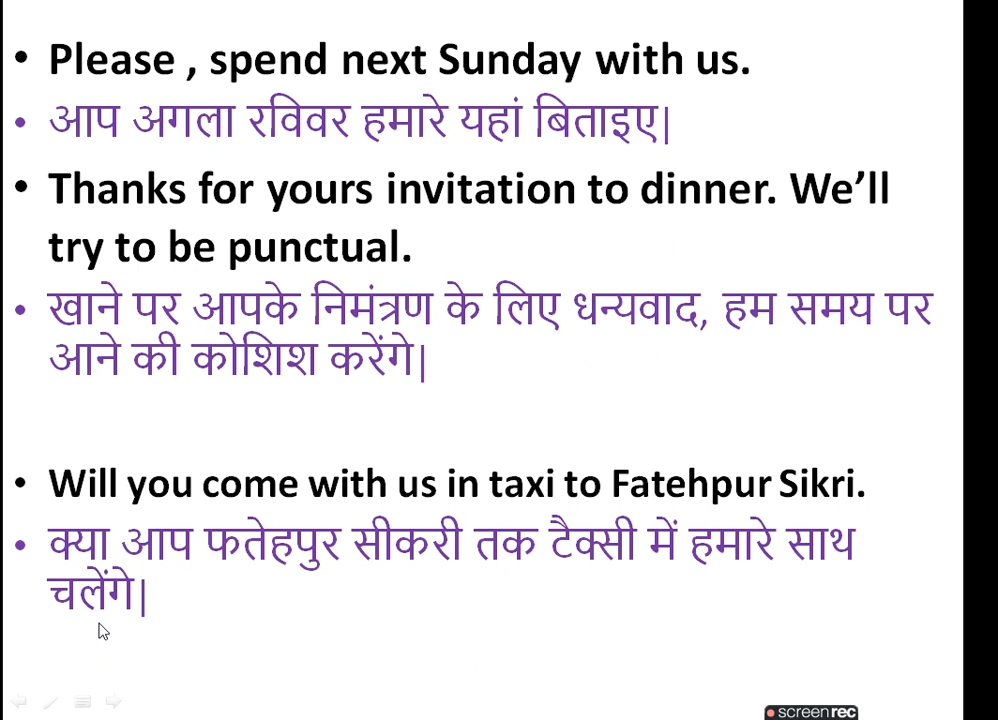 • Please , spend next Sunday with us.
• आप अगला रविवर हमारे यहां बिताइए|
• Thanks for yours invitation to dinner. We’ll
try to be punctual.
• खाने पर आपके निमंत्रण के लिए धन्यवाद, हम समय पर
आने की कोशिश करेंगे|
• Will you come with us in taxi to Fatehpur Sikri.
• क्या आप फतेहपुर सीकरी तक टैक्सी में हमारे साथ
चलेंगे|
screenrec